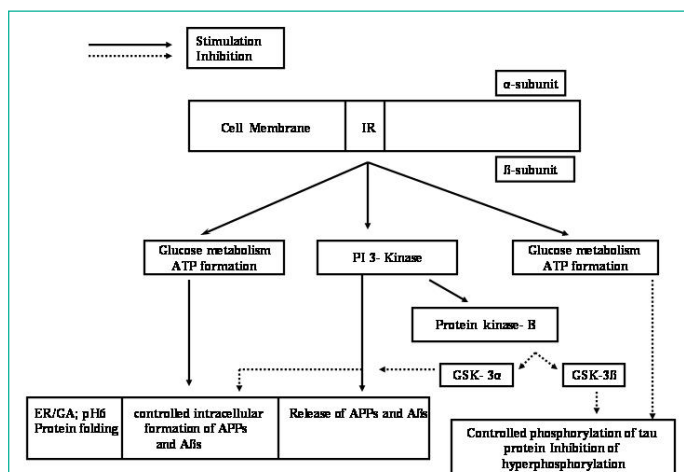 Stimulation
Inhibition
α-subunit
Cell Membrane
IR
ß-subunit
Glucose metabolism
ATP formation
PI 3- Kinase
Glucose metabolism
ATP formation
Protein kinase- B
GSK- 3α
GSK-3ß
ER/GA; pH6
Protein folding
controlled intracellular
formation of APPs
and Aßs
Release of APPs and Aßs
Controlled phosphorylation of tau
protein Inhibition of
hyperphosphorylation